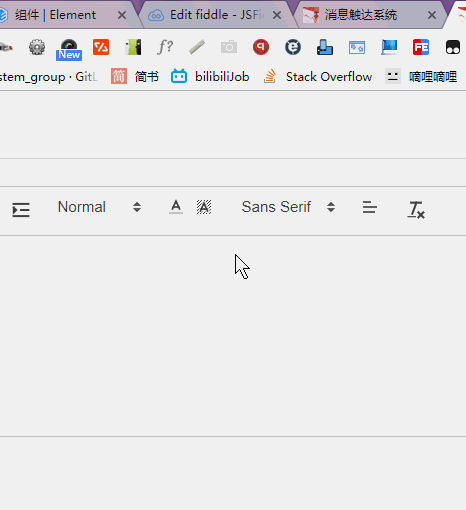 组件 | Element
Edit fiddle - JSFi
消息触达系统
New
f?
FE
stem_group · GitL
简 简书
bilibiliJob
Stack Overflow
嘀哩嘀哩
Normal
A
A
Sans Serif